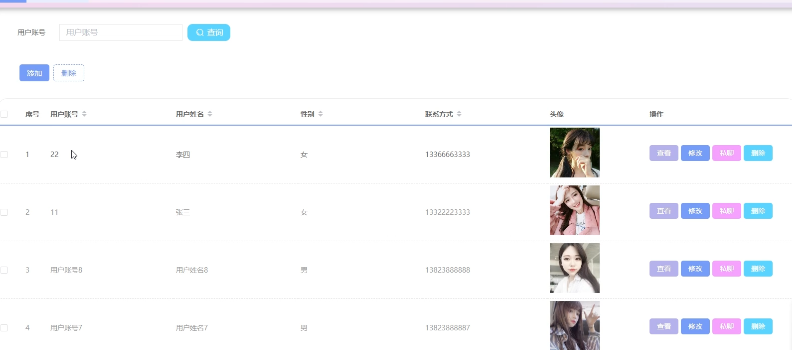 用户账号 用户账号 查询
添加 删除
序号 用户账号 用户姓名 性别 联系方式 头像 操作
1 22 李四 女 13366663333 查看 修改 私聊 删除
2 11 张三 女 13322223333 查看 修改 私聊 删除
3 用户账号8 用户姓名8 男 13823888888 查看 修改 私聊 删除
4 用户账号7 用户姓名7 男 13823888887 查看 修改 私聊 删除